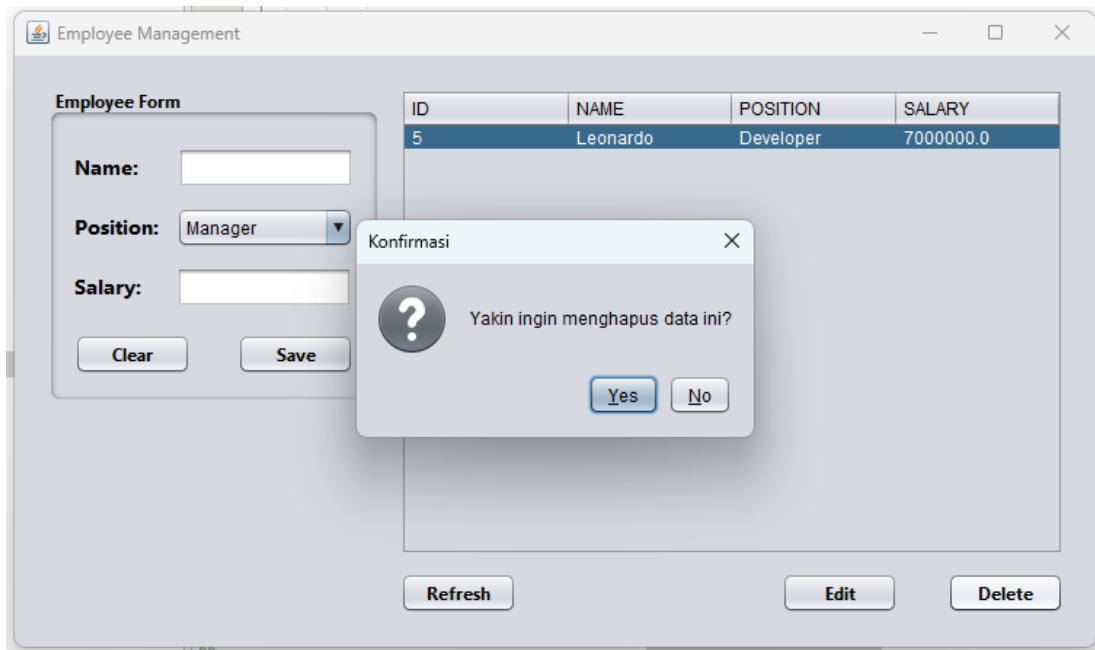 Employee Management
Employee Form
Name:
Position: Manager
Salary:
Clear Save
ID NAME POSITION SALARY
5 Leonardo Developer 7000000.0
Konfirmasi
Yakin ingin menghapus data ini?
Yes No
Refresh Edit Delete